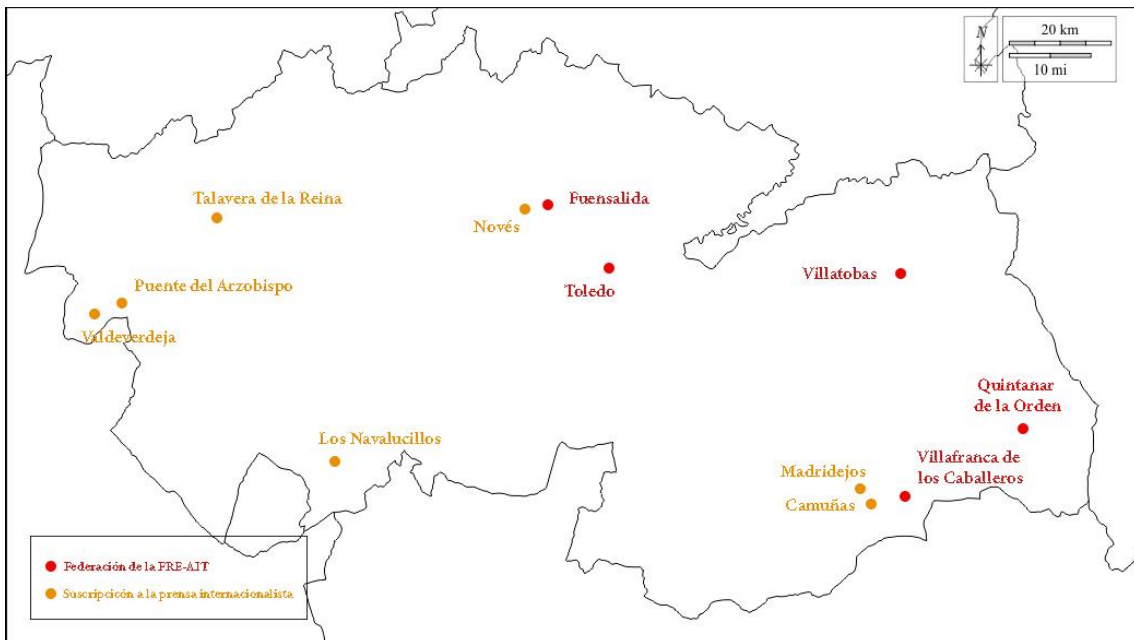 N
20 km
10 mi
Talavera de la Reina
Fuensalida
Novés
Villatobas
Toledo
Puente del Arzobispo
Valdeverdeja
Quintanar
de la Orden
Los Navalucillos
Villafranca de
los Caballeros
Madridejos
Camuñas
Federación de la FRE-AIT
Suscripcicón a la prensa internacionalista